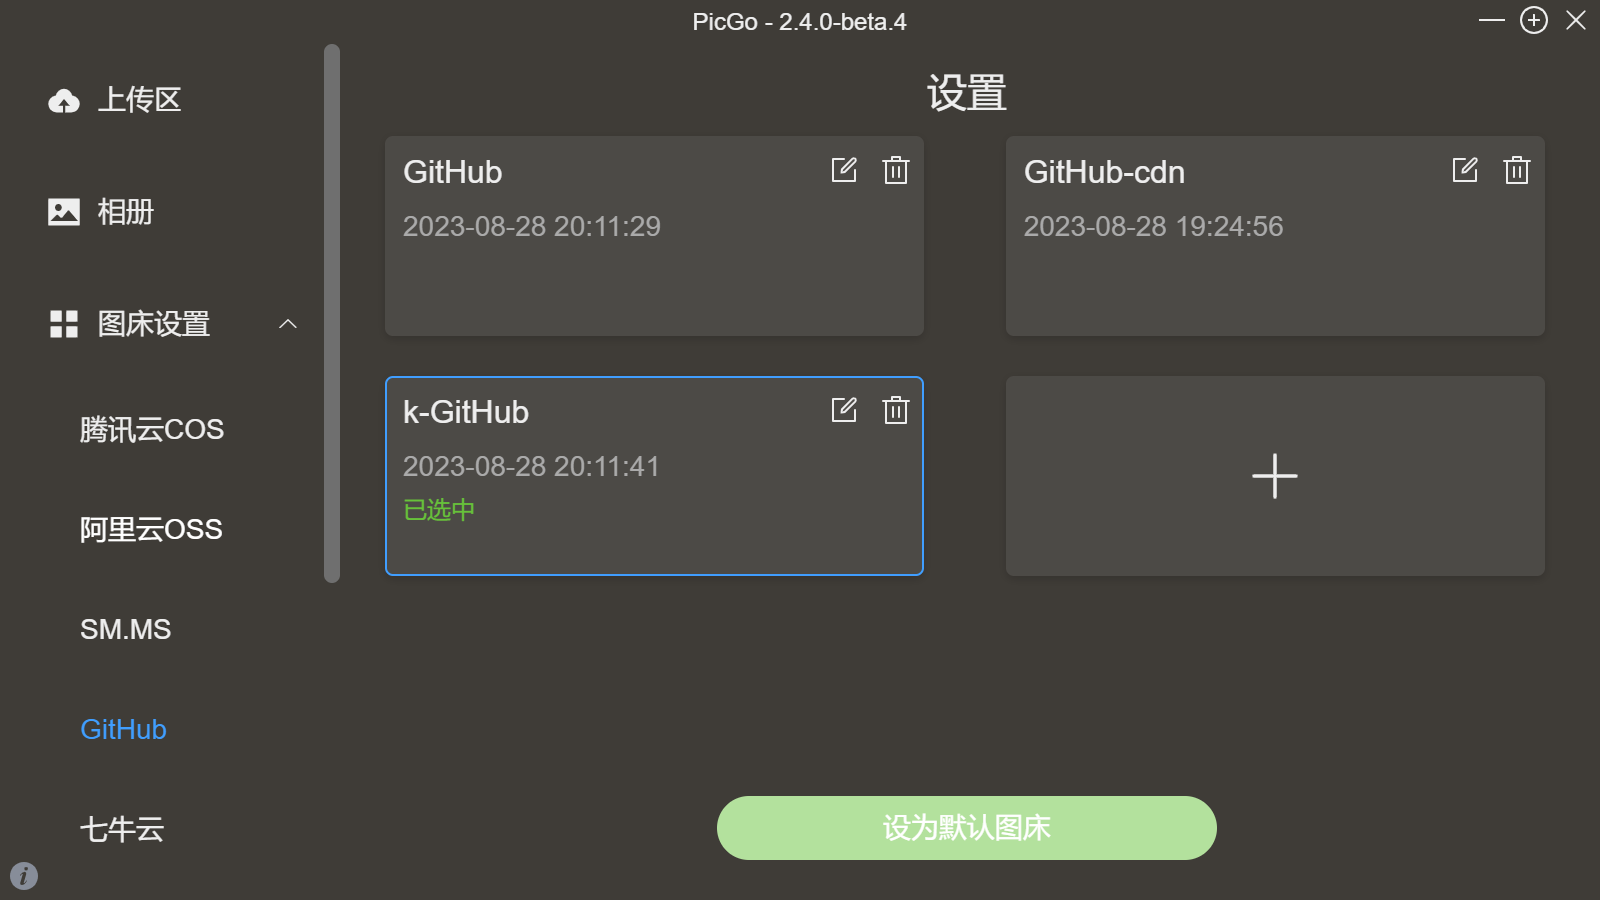 PicGo - 2.4.0-beta.4
上传区
相册
图床设置
腾讯云COS
阿里云OSS
SM.MS
GitHub
七牛云
设置
GitHub
2023-08-28 20:11:29
GitHub-cdn
2023-08-28 19:24:56
k-GitHub
2023-08-28 20:11:41
已选中
设为默认图床